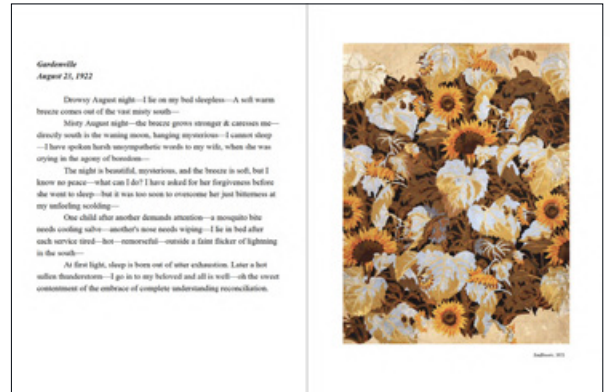 Gardenville
August 23, 1922
Drowsy August night—I lie on my bed sleepless—A soft warm
breeze comes out of the vast misty south—
Misty August night—the breeze grows stronger & caresses me—
directly south is the waning moon, hanging mysterious—I cannot sleep
—I have spoken harsh unsympathetic words to my wife, when she was
crying in the agony of boredom—
The night is beautiful, mysterious, and the breeze is soft, but I
know no peace—what can I do? I have asked for her forgiveness before
she went to sleep—but it was too soon to overcome her just bitterness at
my unfeeling scolding—
One child after another demands attention—a mosquito bite
needs cooling salve—another's nose needs wiping—I lie in bed after
each service tired—hot—remorseful—outside a faint flicker of lightning
in the south—
At first light, sleep is born out of utter exhaustion. Later a hot
sullen thunderstorm—I go in to my beloved and all is well—oh the sweet
contentment of the embrace of complete understanding reconciliation.